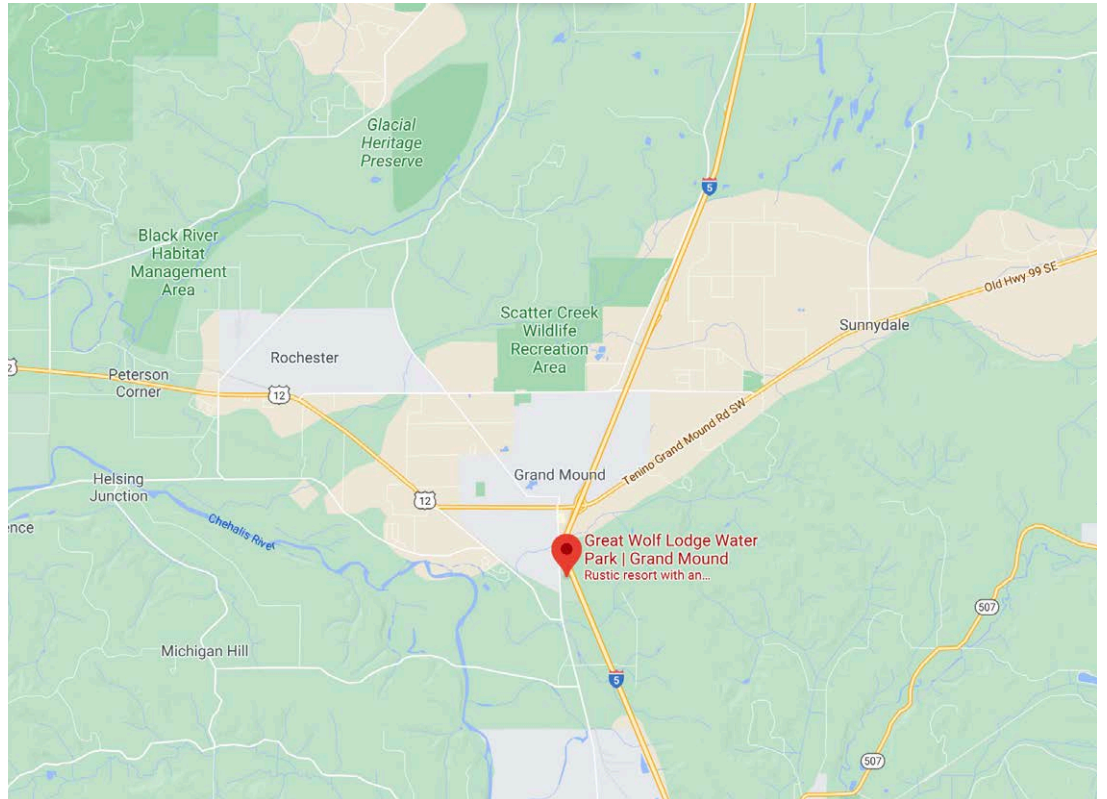 Glacial
Heritage
Preserve
5
Black River
Habitat
Management
Area
Old Hwy 99 SE
Scatter Creek
Wildlife
Recreation
Area
Sunnydale
Rochester
2
Peterson
Corner
12
Tenino Grand Mound Rd SW
Grand Mound
Helsing
Junction
12
ence
Chehalis River
Great Wolf Lodge Water
Park | Grand Mound
Rustic resort with an...
507
Michigan Hill
5
507